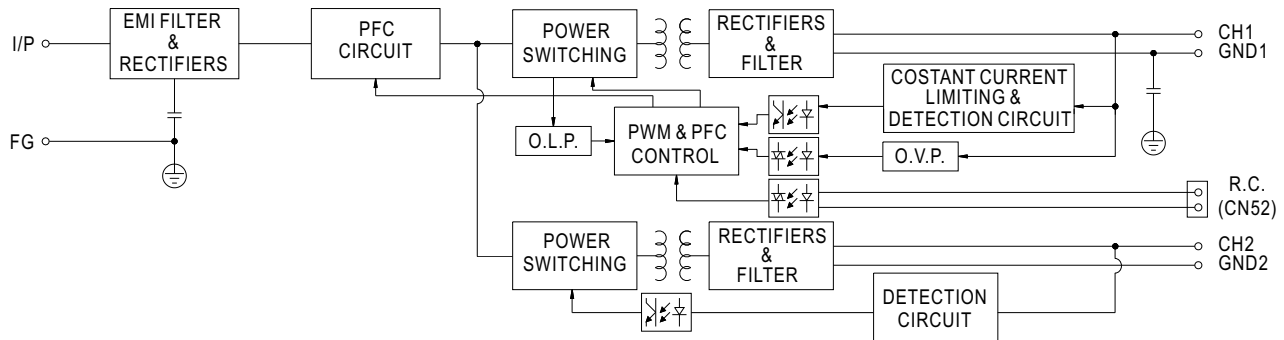 I/P
EMI FILTER
&
RECTIFIERS
PFC
CIRCUIT
POWER
SWITCHING
RECTIFIERS
&
FILTER
CH1
GND1
COSTANT CURRENT
LIMITING &
DETECTION CIRCUIT
FG
O.L.P.
PWM & PFC
CONTROL
O.V.P.
R.C.
(CN52)
POWER
SWITCHING
RECTIFIERS
&
FILTER
CH2
GND2
DETECTION
CIRCUIT